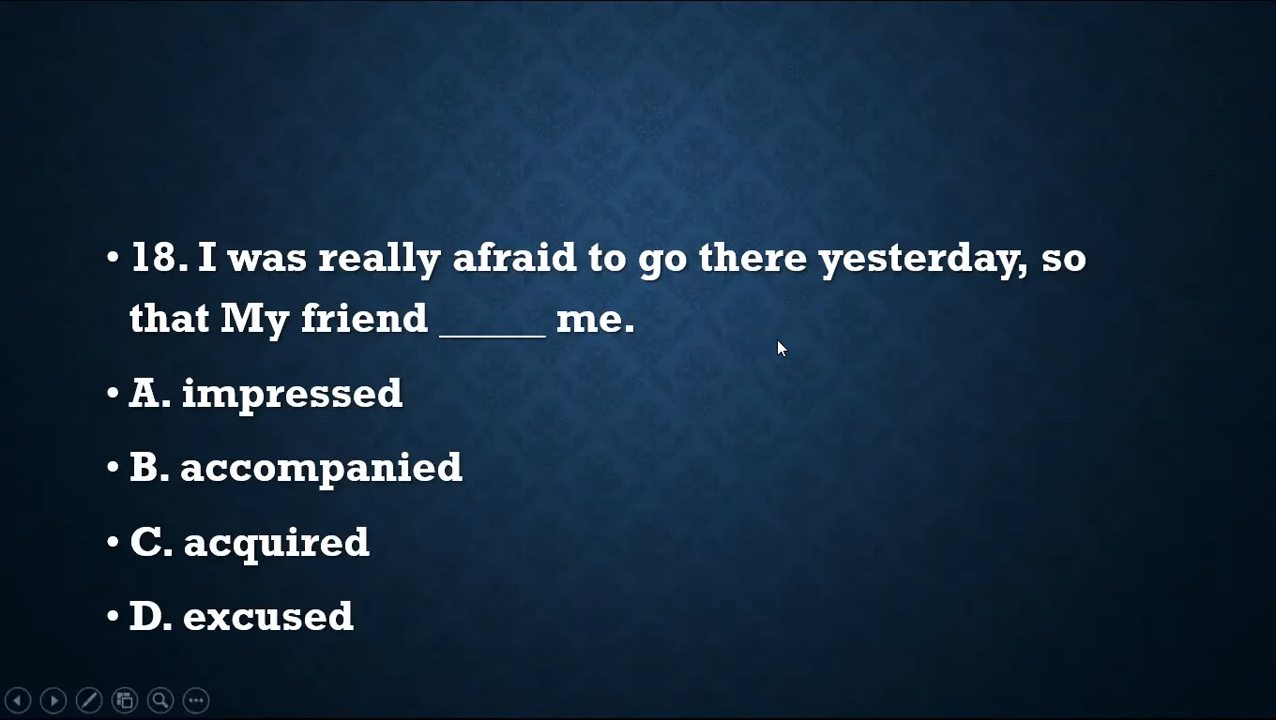 • 18. I was really afraid to go there yesterday, so
that My friend _____ me.
• A. impressed
• B. accompanied
• C. acquired
• D. excused